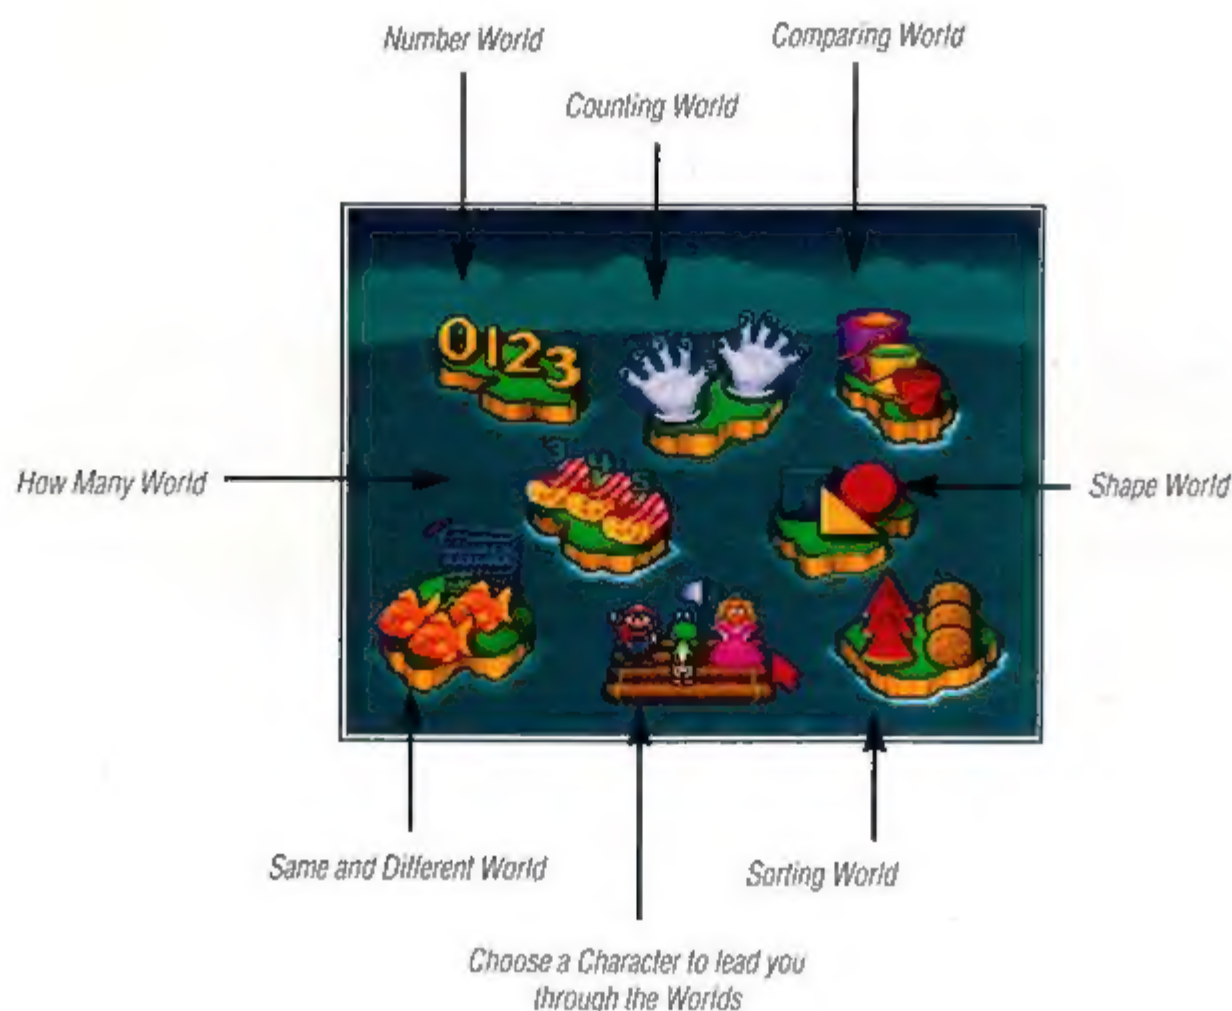 Number World
Comparing World
Counting World
0123
How Many World
Shape World
Same and Different World
Sorting World
Choose a Character to lead you
through the Worlds